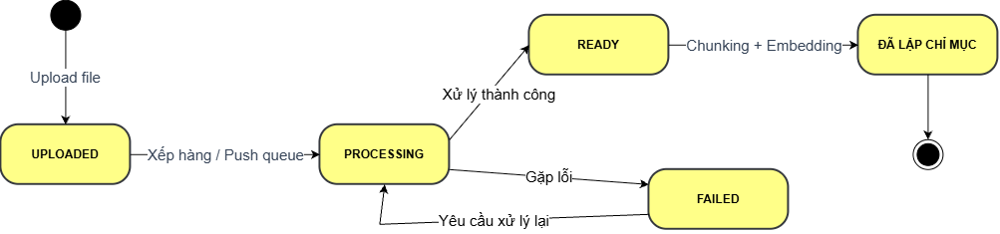 READY
Chunking + Embedding
ĐÃ LẬP CHỈ MỤC
Upload file
Xử lý thành công
UPLOADED
Xếp hàng / Push queue
PROCESSING
Gặp lỗi
FAILED
Yêu cầu xử lý lại